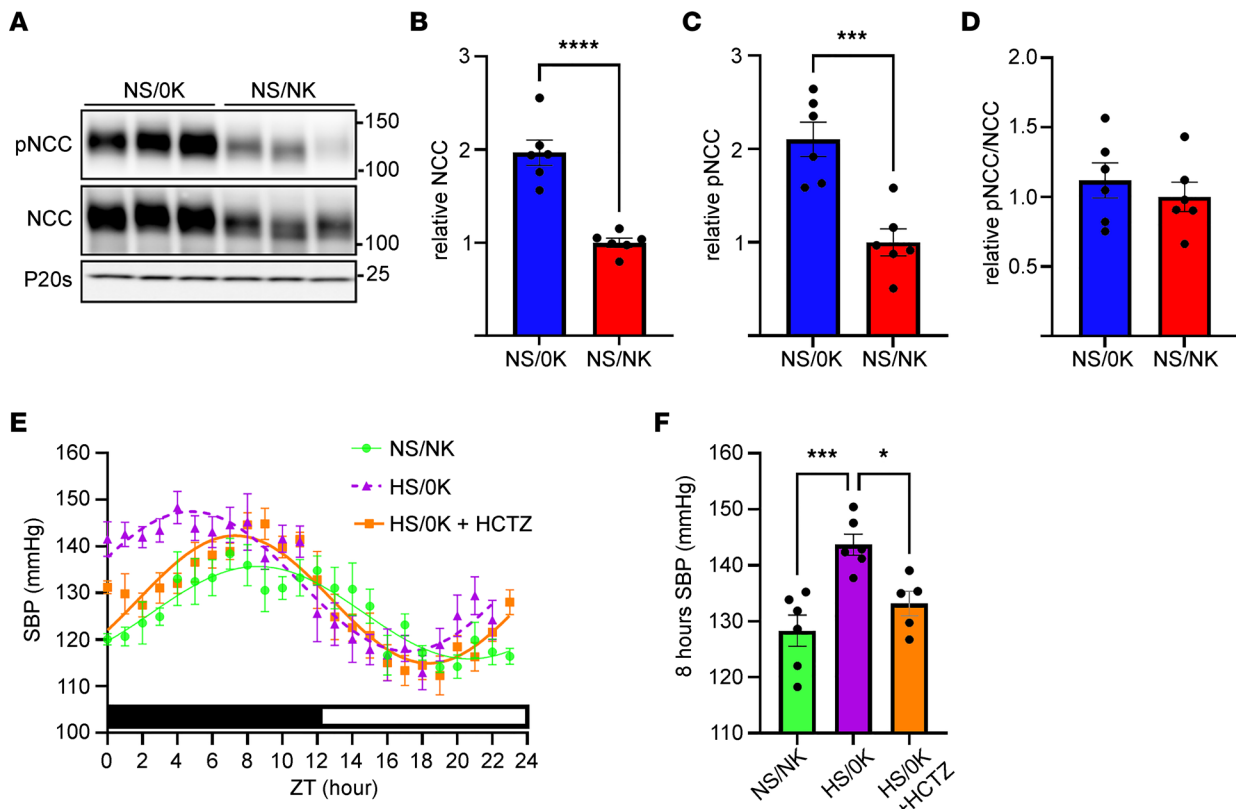 A
NS/0K NS/NK
pNCC
150
100
NCC
100
P20s
25
B
****
relative NCC
3
2
1
NS/0K NS/NK
C
***
relative pNCC
3
2
1
NS/0K NS/NK
D
relative pNCC/NCC
2.0
1.5
1.0
0.5
NS/0K NS/NK
E
NS/NK
HS/0K
HS/0K + HCTZ
SBP (mmHg)
160
150
140
130
120
110
100
0 2 4 6 8 10 12 14 16 18 20 22 24
ZT (hour)
F
*** *
8 hours SBP (mmHg)
160
150
140
130
120
110
NS/NK
HS/0K
HS/0K
+HCTZ